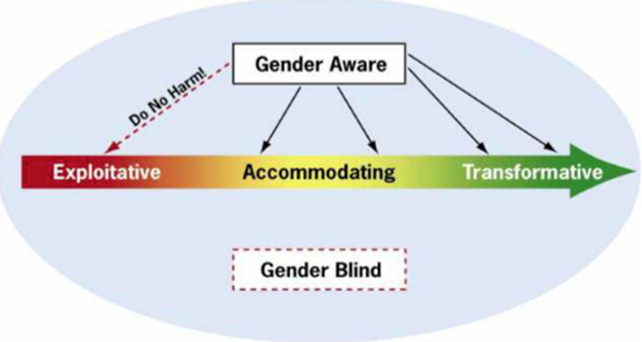 Gender Aware
Do No Harm!
Exploitative Accommodating Transformative
Gender Blind